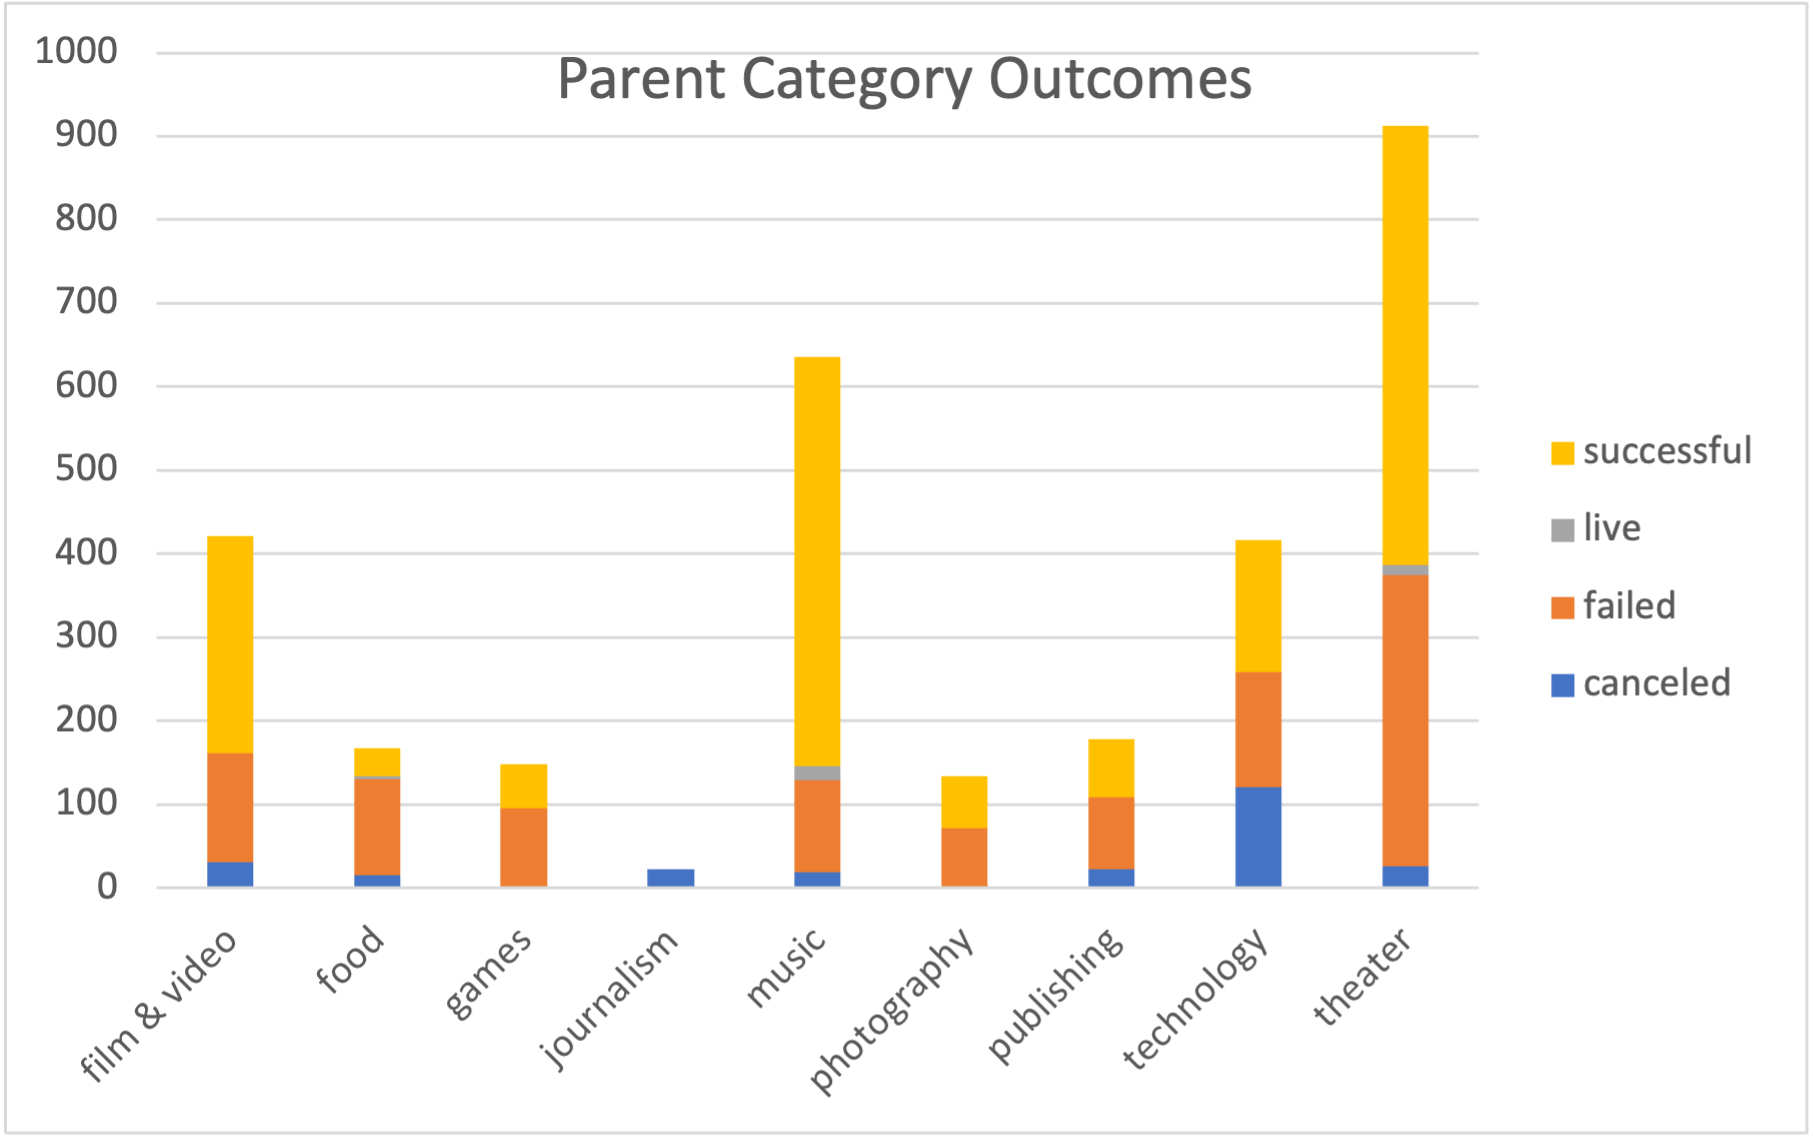 Parent Category Outcomes
1000
900
800
700
600
500
400
300
200
100
0
film & video
food
games
journalism
music
photography
publishing
technology
theater
successful
live
failed
canceled